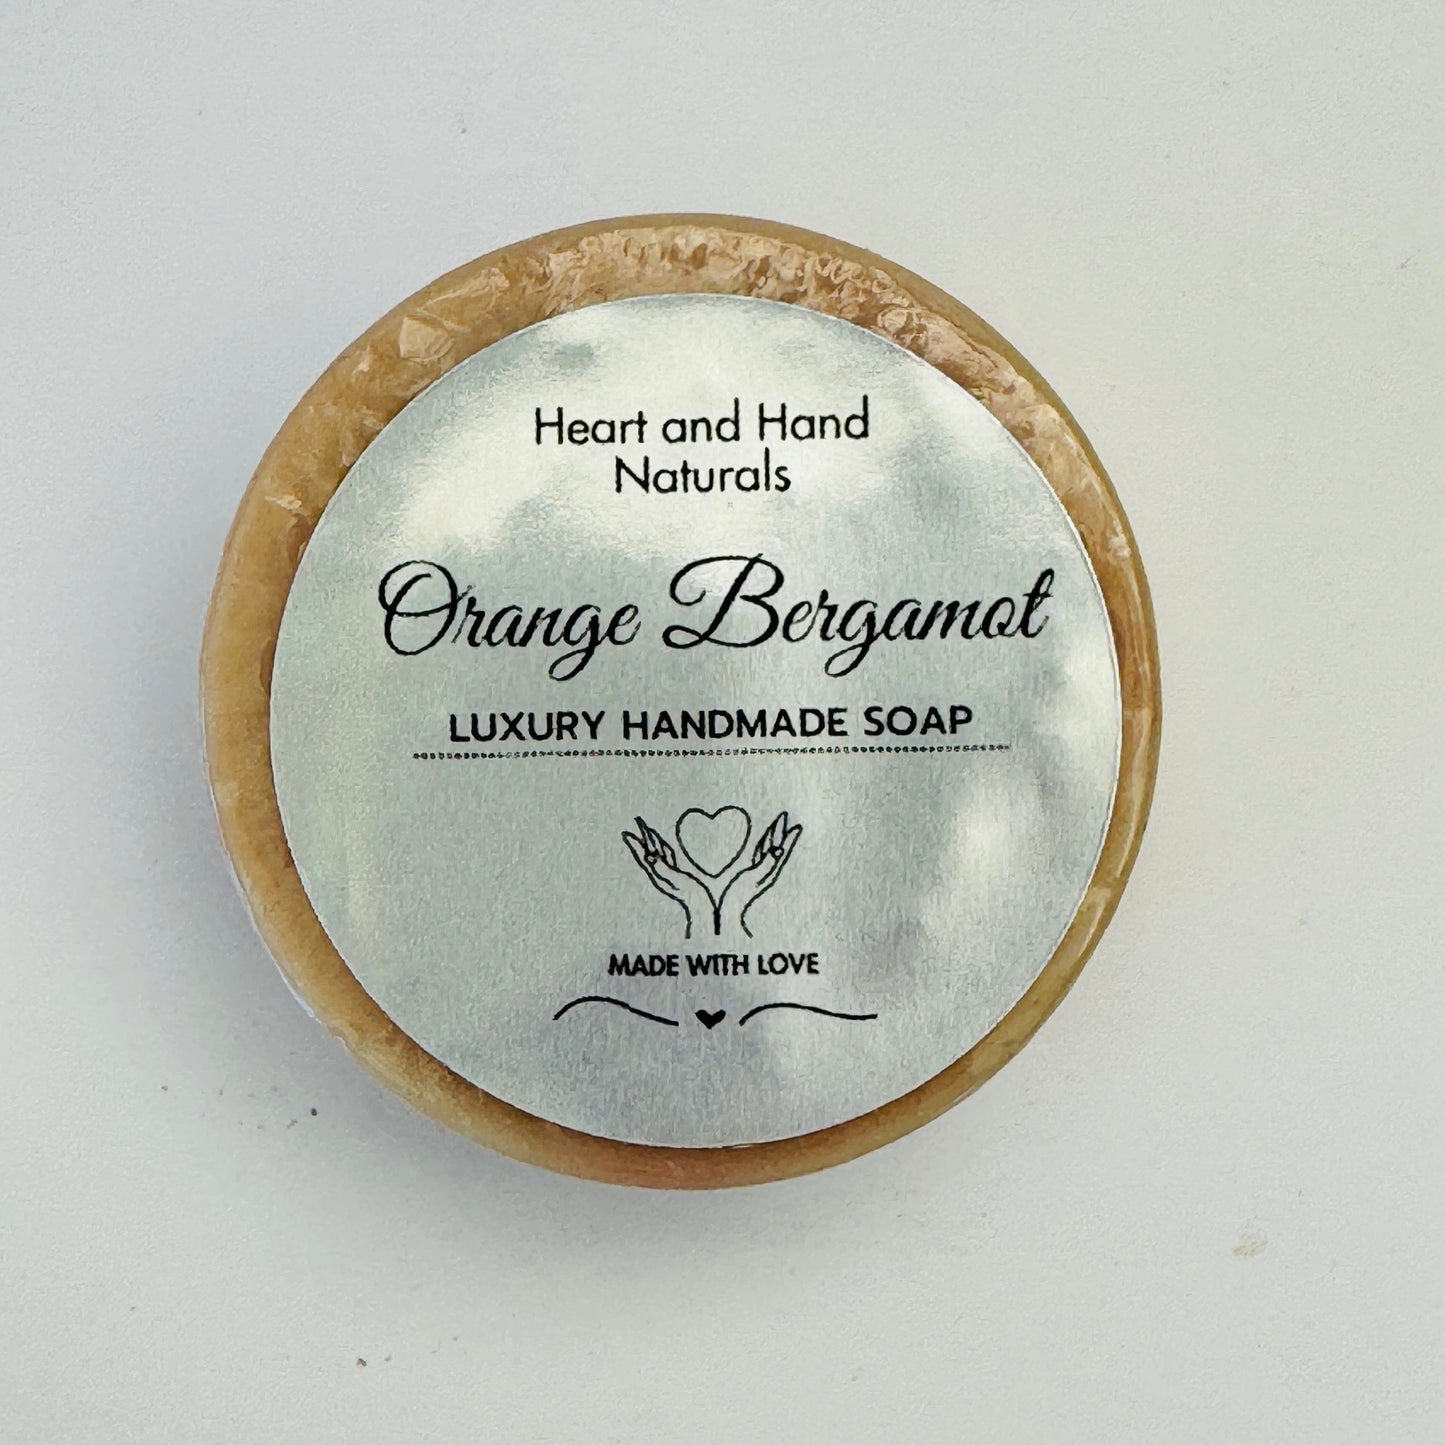 Heart and Hand
Naturals
Orange Bergamot
LUXURY HANDMADE SOAP
MADE WITH LOVE